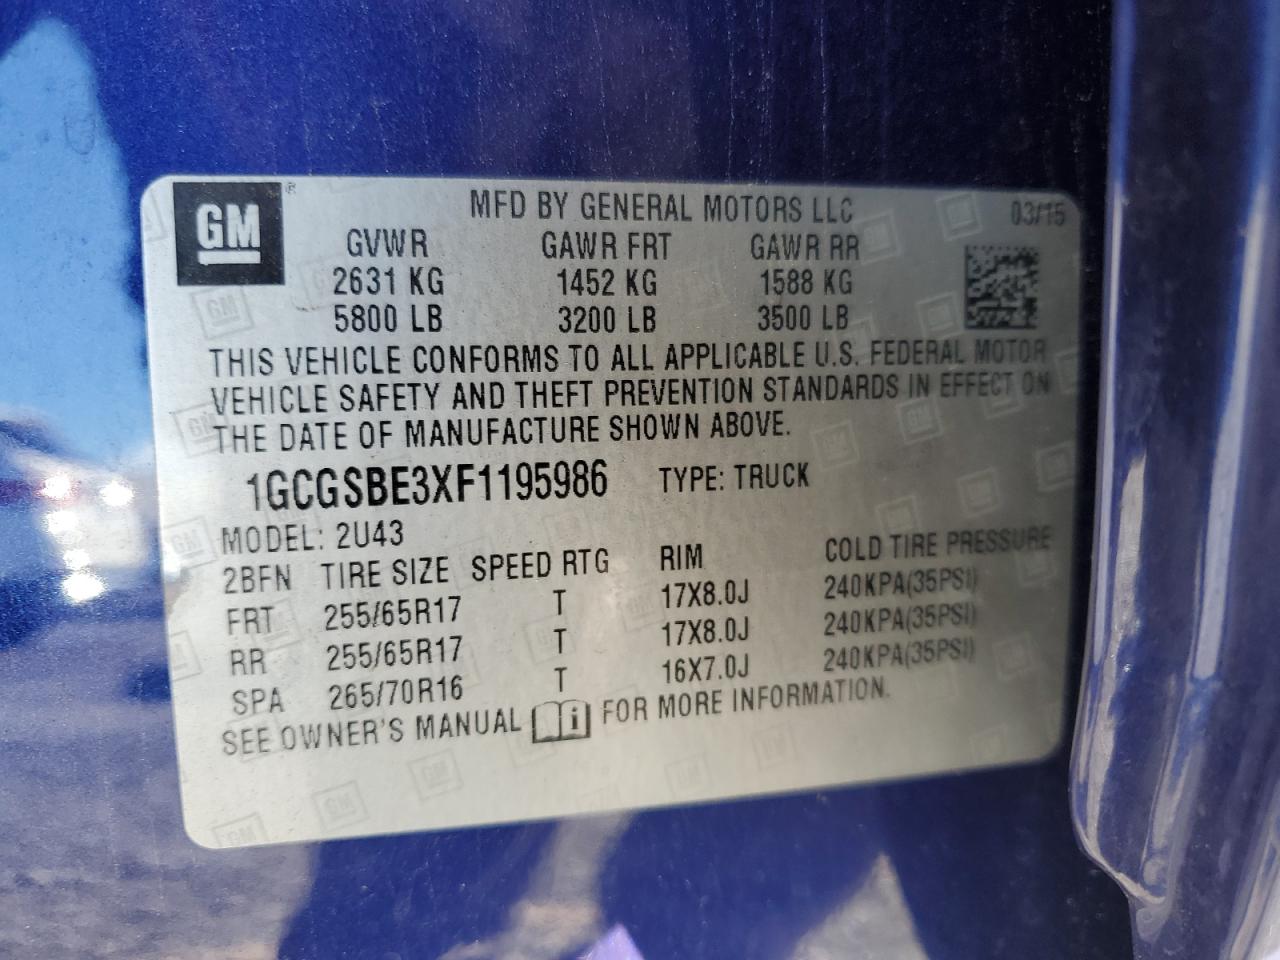 GM
MFD BY GENERAL MOTORS LLC 03/15
GVWR GAWR FRT GAWR RR
2631 KG 1452 KG 1588 KG
5800 LB 3200 LB 3500 LB
THIS VEHICLE CONFORMS TO ALL APPLICABLE U.S. FEDERAL MOTOR
VEHICLE SAFETY AND THEFT PREVENTION STANDARDS IN EFFECT ON
THE DATE OF MANUFACTURE SHOWN ABOVE.
1GCGSBE3XF1195986 TYPE: TRUCK
MODEL: 2U43
2BFN TIRE SIZE SPEED RTG RIM COLD TIRE PRESSURE
FRT 255/65R17 T 17X8.0J 240KPA(35PSI)
RR 255/65R17 T 17X8.0J 240KPA(35PSI)
SPA 265/70R16 T 16X7.0J 240KPA(35PSI)
SEE OWNER'S MANUAL i FOR MORE INFORMATION.